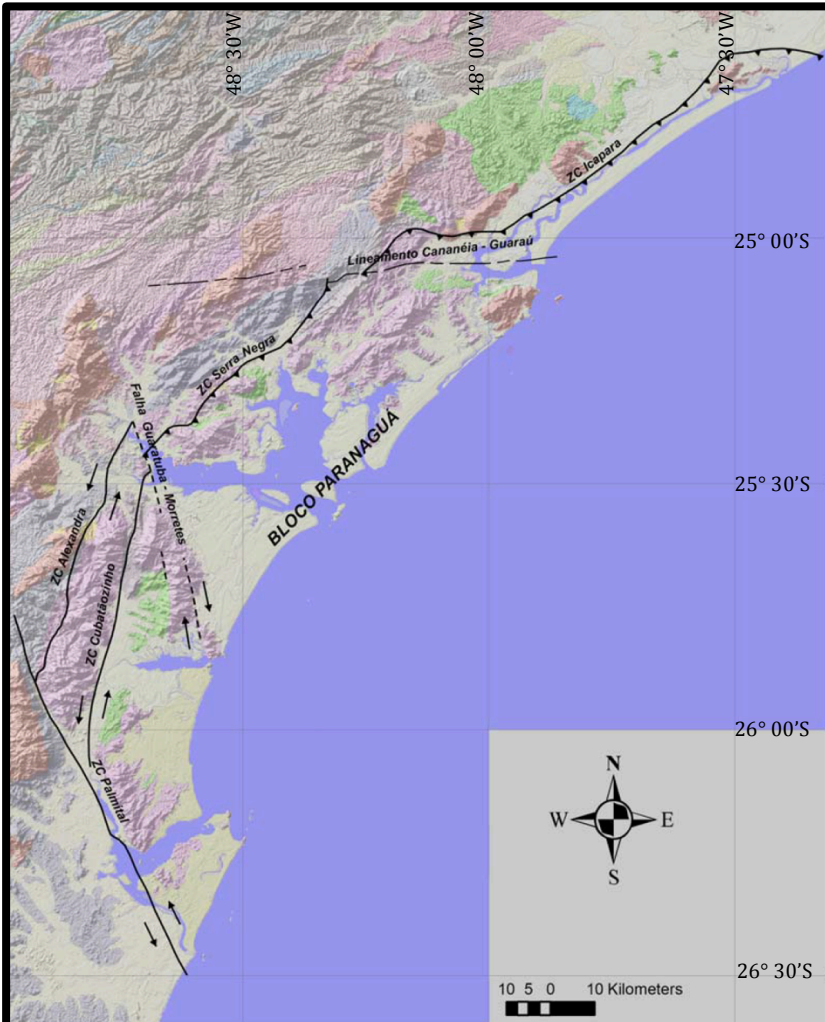 48° 30'W
48° 00'W
47° 30'W
ZC Icapara
25° 00'S
Lineamento Cananéia - Guaraú
ZC Serra Negra
Falha Guaratuba - Morretes
BLOCO PARANAGUÁ
25° 30'S
ZC Alexandra
ZC Cubatãozinho
26° 00'S
ZC Palmital
N
W
E
S
26° 30'S
10 5 0 10 Kilometers